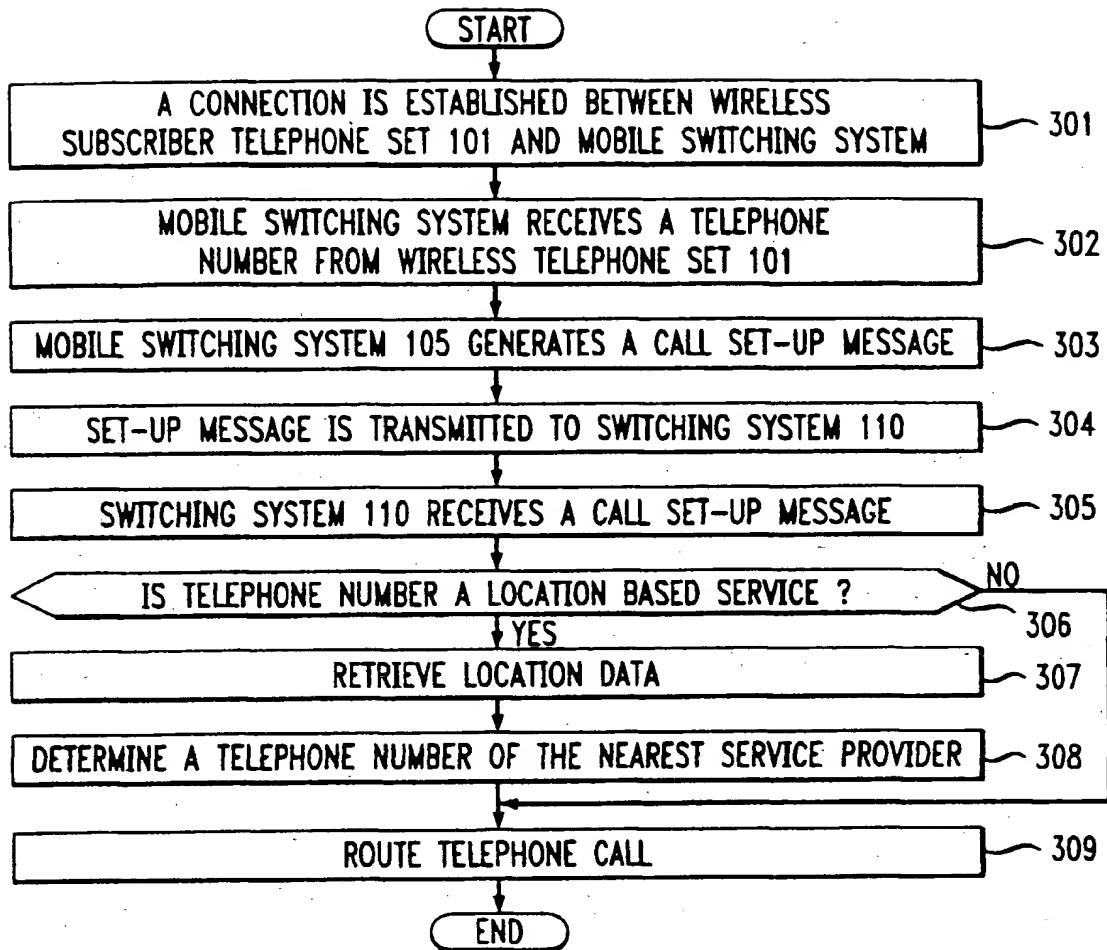 START
A CONNECTION IS ESTABLISHED BETWEEN WIRELESS
SUBSCRIBER TELEPHONE SET 101 AND MOBILE SWITCHING SYSTEM
301
MOBILE SWITCHING SYSTEM RECEIVES A TELEPHONE
NUMBER FROM WIRELESS TELEPHONE SET 101
302
MOBILE SWITCHING SYSTEM 105 GENERATES A CALL SET-UP MESSAGE
303
SET-UP MESSAGE IS TRANSMITTED TO SWITCHING SYSTEM 110
304
SWITCHING SYSTEM 110 RECEIVES A CALL SET-UP MESSAGE
305
IS TELEPHONE NUMBER A LOCATION BASED SERVICE ?
NO
306
YES
RETRIEVE LOCATION DATA
307
DETERMINE A TELEPHONE NUMBER OF THE NEAREST SERVICE PROVIDER
308
ROUTE TELEPHONE CALL
309
END